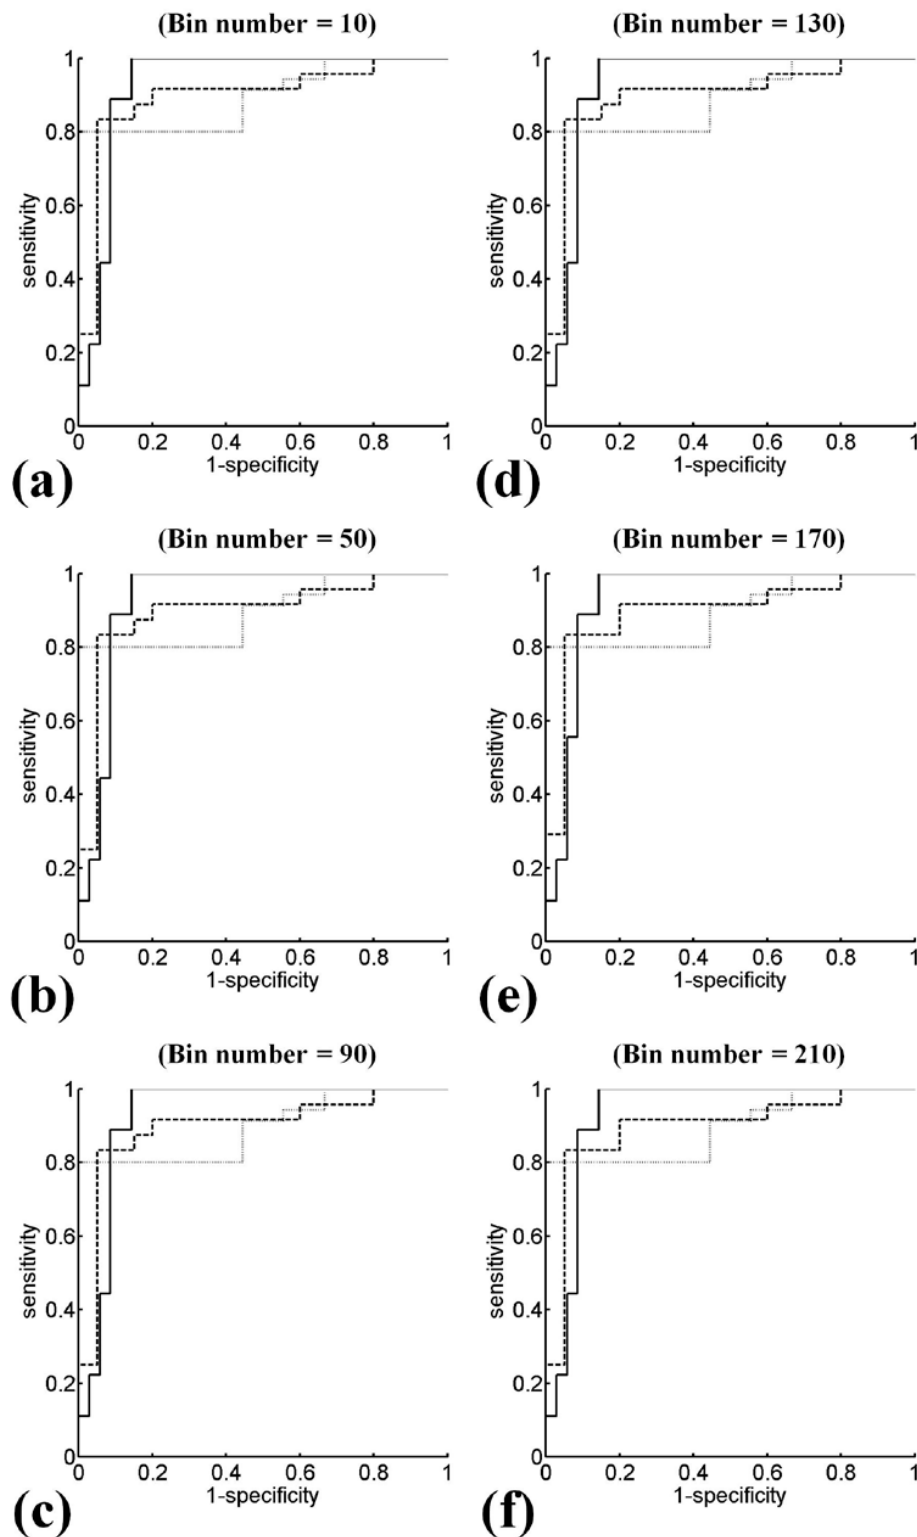 (Bin number = 10)
1
0.8
0.6
0.4
0.2
0
sensitivity
0 0.2 0.4 0.6 0.8 1
1-specificity
(a)
(Bin number = 50)
1
0.8
0.6
0.4
0.2
0
sensitivity
0 0.2 0.4 0.6 0.8 1
1-specificity
(b)
(Bin number = 90)
1
0.8
0.6
0.4
0.2
0
sensitivity
0 0.2 0.4 0.6 0.8 1
1-specificity
(c)
(Bin number = 130)
1
0.8
0.6
0.4
0.2
0
sensitivity
0 0.2 0.4 0.6 0.8 1
1-specificity
(d)
(Bin number = 170)
1
0.8
0.6
0.4
0.2
0
sensitivity
0 0.2 0.4 0.6 0.8 1
1-specificity
(e)
(Bin number = 210)
1
0.8
0.6
0.4
0.2
0
sensitivity
0 0.2 0.4 0.6 0.8 1
1-specificity
(f)